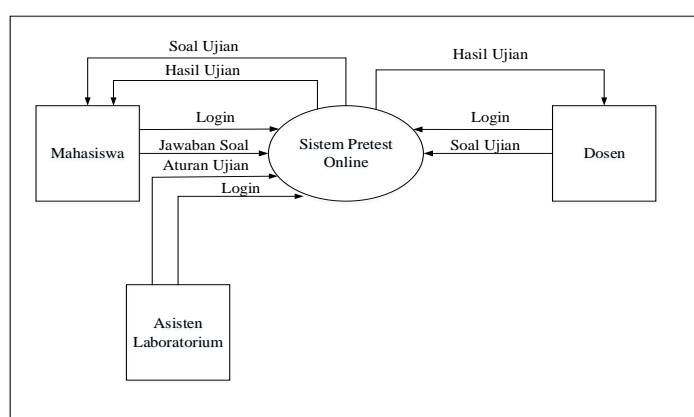 Soal Ujian
Hasil Ujian
Hasil Ujian
Login
Login
Mahasiswa
Jawaban Soal
Sistem Pretest
Online
Soal Ujian
Dosen
Aturan Ujian
Login
Asisten
Laboratorium